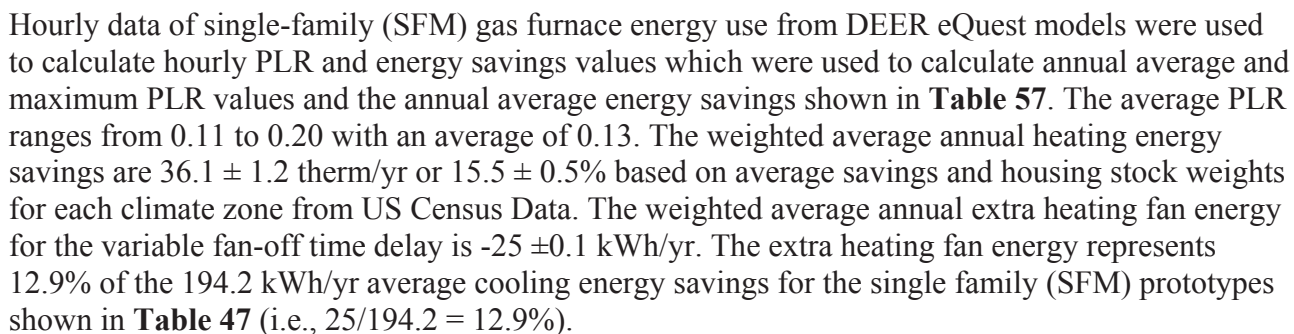 Hourly data of single-family (SFM) gas furnace energy use from DEER eQuest models were used
to calculate hourly PLR and energy savings values which were used to calculate annual average and
maximum PLR values and the annual average energy savings shown in Table 57. The average PLR
ranges from 0.11 to 0.20 with an average of 0.13. The weighted average annual heating energy
savings are 36.1 ± 1.2 therm/yr or 15.5 ± 0.5% based on average savings and housing stock weights
for each climate zone from US Census Data. The weighted average annual extra heating fan energy
for the variable fan-off time delay is -25 ±0.1 kWh/yr. The extra heating fan energy represents
12.9% of the 194.2 kWh/yr average cooling energy savings for the single family (SFM) prototypes
shown in Table 47 (i.e., 25/194.2 = 12.9%).